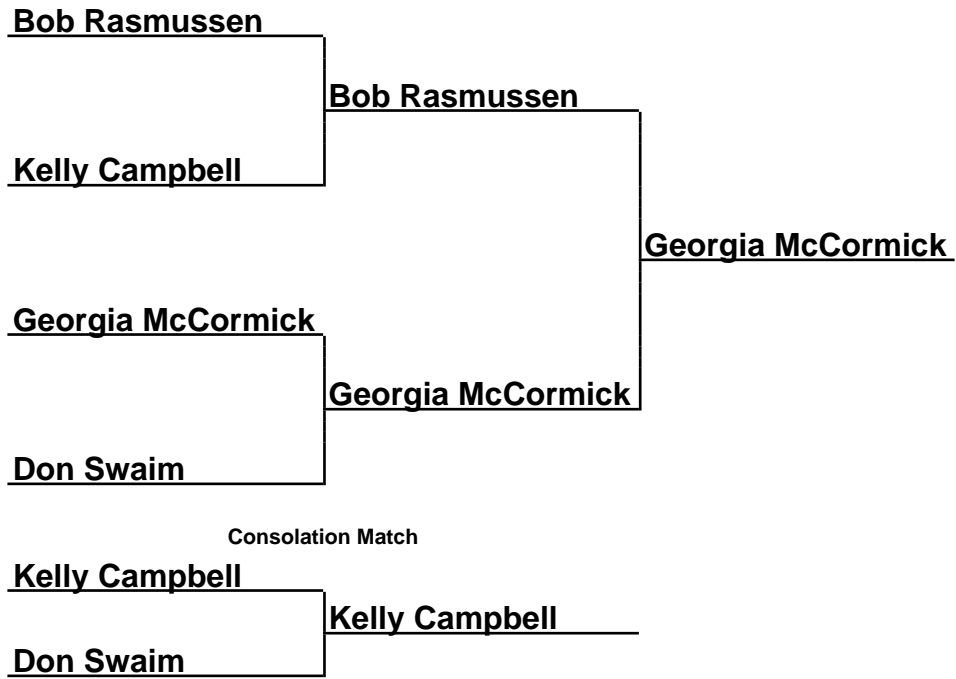 Bob Rasmussen
Bob Rasmussen
Kelly Campbell
Georgia McCormick
Georgia McCormick
Georgia McCormick
Don Swaim
Consolation Match
Kelly Campbell
Kelly Campbell
Don Swaim